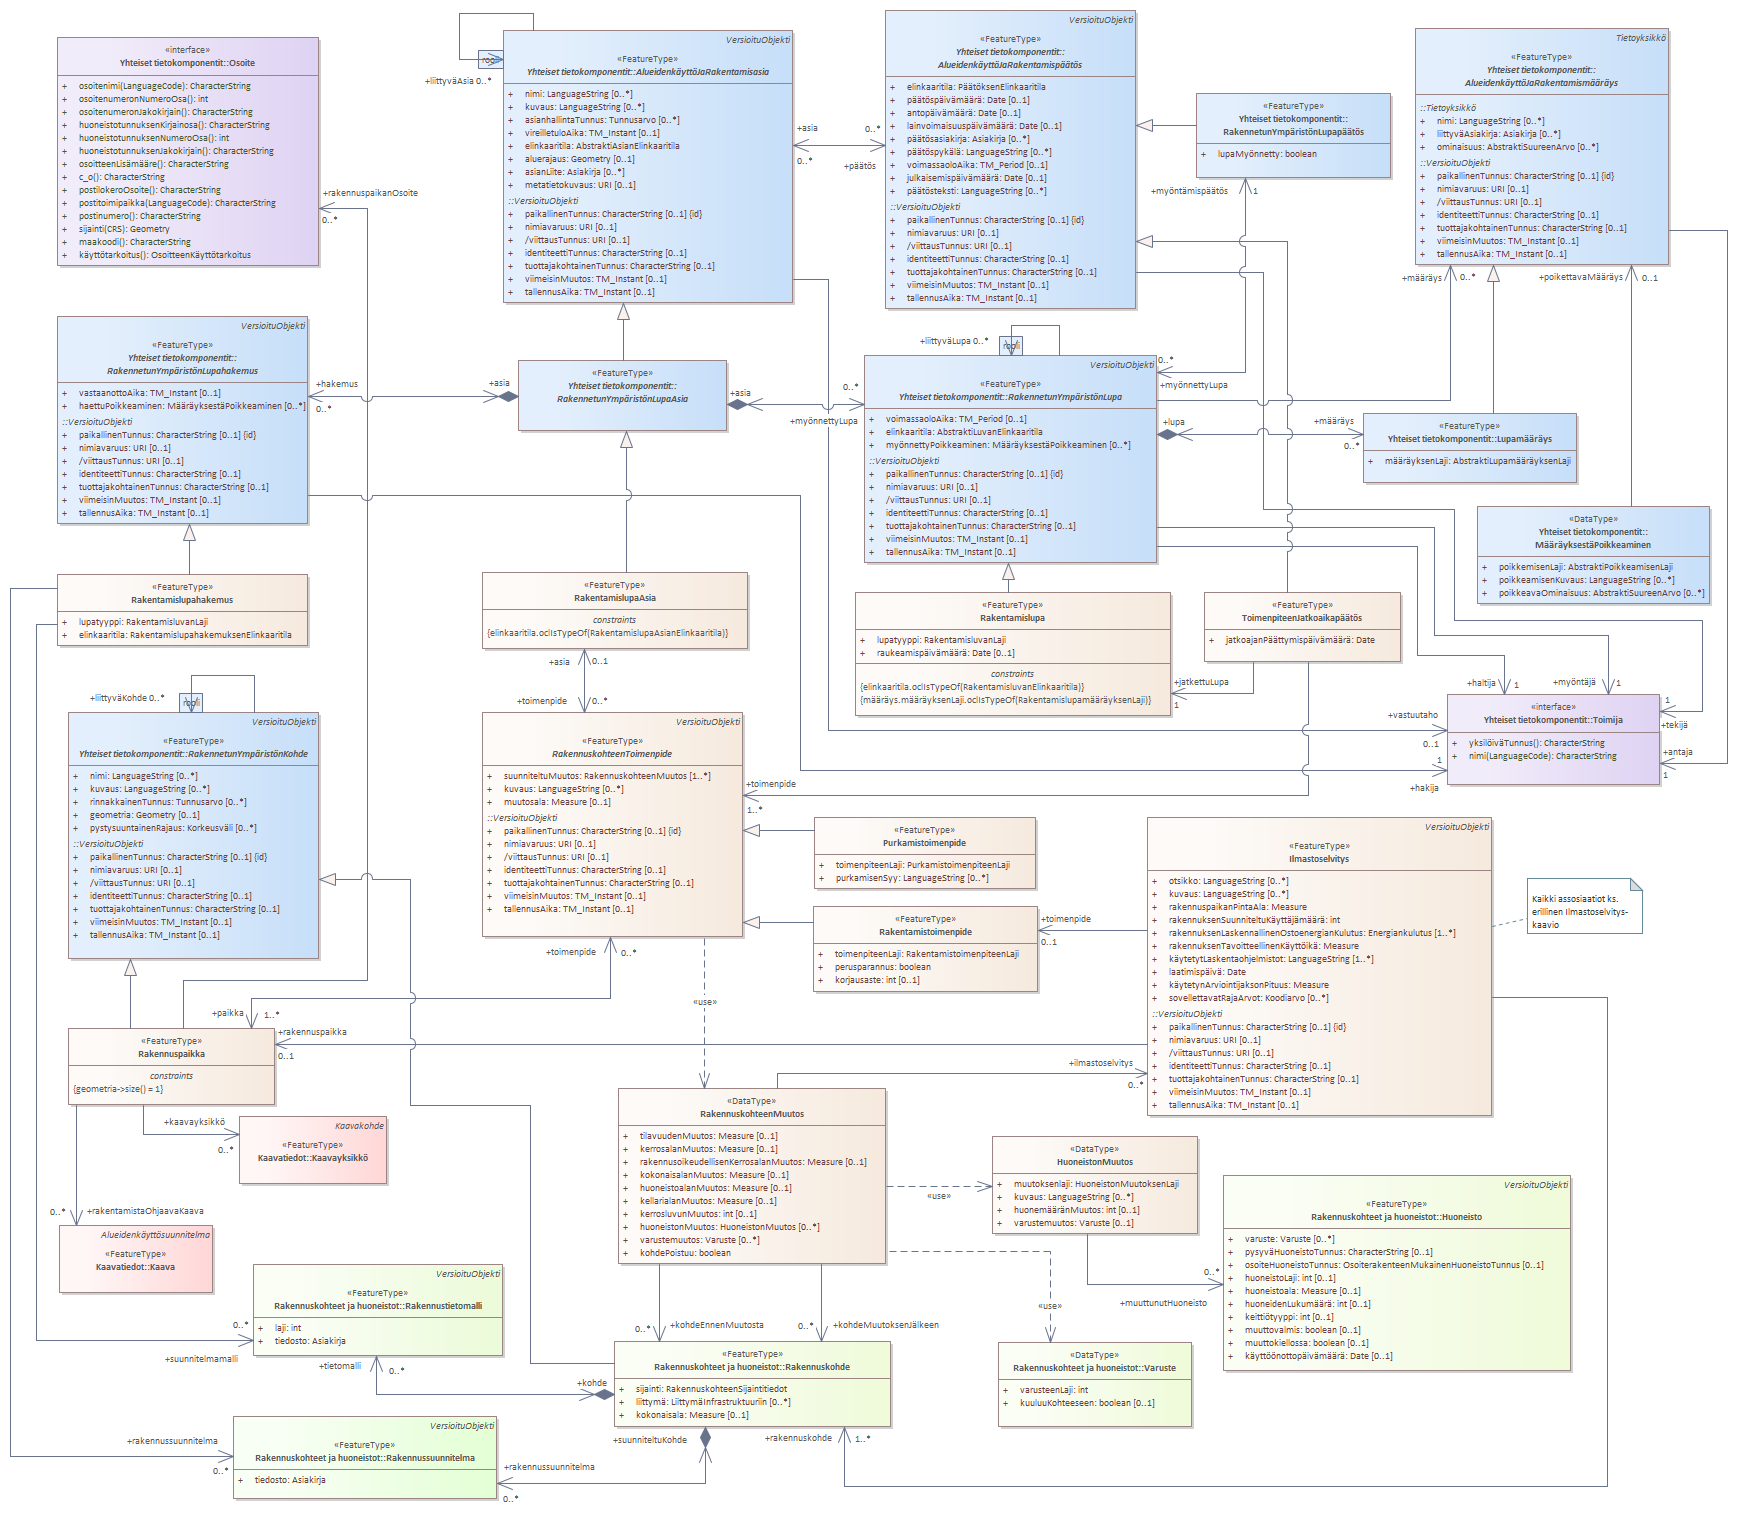 «interface»
Yhteiset tietokomponentit::Osoite
+ osoitenimi(LanguageCode): CharacterString
+ osoitenumeronNumeroOsa(): int
+ osoitenumeronJakokirjain(): CharacterString
+ huoneistotunnuksenKirjainosa(): CharacterString
+ huoneistotunnuksenNumeroOsa(): int
+ huoneistotunnuksenJakokirjain(): CharacterString
+ osoitteenLisämääre(): CharacterString
+ c_o(): CharacterString
+ postilokeroOsoite(): CharacterString
+ postitoimipaikka(LanguageCode): CharacterString
+ postinumero(): CharacterString
+ sijainti(CRS): Geometry
+ maakoodi(): CharacterString
+ käyttötarkoitus(): OsoitteenKäyttötarkoitus
+rakennuspaikanOsoite
0..*
VersioituObjekti
«FeatureType»
Yhteiset tietokomponentit::AlueidenkäyttöJaRakentamisasia
+ nimi: LanguageString [0..*]
+ kuvaus: LanguageString [0..*]
+ asianhallintaTunnus: Tunnusarvo [0..*]
+ vireilletuloAika: TM_Instant [0..1]
+ elinkaaritila: AbstraktiAsianElinkaaritila
+ aluerajaus: Geometry [0..1]
+ asianLiite: Asiakirja [0..*]
+ metatietokuvaus: URI [0..1]
::VersioituObjekti
+ paikallinenTunnus: CharacterString [0..1] {id}
+ nimiavaruus: URI [0..1]
+ /viittausTunnus: URI [0..1]
+ identiteettiTunnus: CharacterString [0..1]
+ tuottajakohtainenTunnus: CharacterString [0..1]
+ viimeisinMuutos: TM_Instant [0..1]
+ tallennusAika: TM_Instant [0..1]
rooli
+liittyväAsia 0..*
+asia
0..*
0..*
+päätös
VersioituObjekti
«FeatureType»
Yhteiset tietokomponentit::
AlueidenkäyttöJaRakentamispäätös
+ elinkaaritila: PäätöksenElinkaaritila
+ päätöspäivämäärä: Date [0..1]
+ antopäivämäärä: Date [0..1]
+ lainvoimaisuuspäivämäärä: Date [0..1]
+ päätösasiakirja: Asiakirja [0..*]
+ päätöspykälä: LanguageString [0..*]
+ voimassaoloAika: TM_Period [0..1]
+ julkaisemispäivämäärä: Date [0..1]
+ päätösteksti: LanguageString [0..*]
::VersioituObjekti
+ paikallinenTunnus: CharacterString [0..1] {id}
+ nimiavaruus: URI [0..1]
+ /viittausTunnus: URI [0..1]
+ identiteettiTunnus: CharacterString [0..1]
+ tuottajakohtainenTunnus: CharacterString [0..1]
+ viimeisinMuutos: TM_Instant [0..1]
+ tallennusAika: TM_Instant [0..1]
«FeatureType»
Yhteiset tietokomponentit::
RakennetunYmpäristönLupapäätös
+ lupaMyönnetty: boolean
+myöntämispäätös
1
Tietoyksikkö
«FeatureType»
Yhteiset tietokomponentit::
AlueidenkäyttöJaRakentamismääräys
::Tietoyksikkö
+ nimi: LanguageString [0..*]
+ liittyväAsiakirja: Asiakirja [0..*]
+ ominaisuus: AbstraktiSuureenArvo [0..*]
::VersioituObjekti
+ paikallinenTunnus: CharacterString [0..1] {id}
+ nimiavaruus: URI [0..1]
+ /viittausTunnus: URI [0..1]
+ identiteettiTunnus: CharacterString [0..1]
+ tuottajakohtainenTunnus: CharacterString [0..1]
+ viimeisinMuutos: TM_Instant [0..1]
+ tallennusAika: TM_Instant [0..1]
+määräys
0..*
+poikettavaMääräys
0..1
VersioituObjekti
«FeatureType»
Yhteiset tietokomponentit::
RakennetunYmpäristönLupahakemus
+ vastaanottoAika: TM_Instant [0..1]
+ haettuPoikkeaminen: MääräyksestäPoikkeaminen [0..*]
::VersioituObjekti
+ paikallinenTunnus: CharacterString [0..1] {id}
+ nimiavaruus: URI [0..1]
+ /viittausTunnus: URI [0..1]
+ identiteettiTunnus: CharacterString [0..1]
+ tuottajakohtainenTunnus: CharacterString [0..1]
+ viimeisinMuutos: TM_Instant [0..1]
+ tallennusAika: TM_Instant [0..1]
+hakemus
0..*
+asia
«FeatureType»
Yhteiset tietokomponentit::
RakennetunYmpäristönLupaAsia
+asia
0..*
+myönnettyLupa
+liittyväLupa 0..*
rooli
VersioituObjekti
«FeatureType»
Yhteiset tietokomponentit::RakennetunYmpäristönLupa
+ voimassaoloAika: TM_Period [0..1]
+ elinkaaritila: AbstraktiLuvanElinkaaritila
+ myönnettyPoikkeaminen: MääräyksestäPoikkeaminen [0..*]
::VersioituObjekti
+ paikallinenTunnus: CharacterString [0..1] {id}
+ nimiavaruus: URI [0..1]
+ /viittausTunnus: URI [0..1]
+ identiteettiTunnus: CharacterString [0..1]
+ tuottajakohtainenTunnus: CharacterString [0..1]
+ viimeisinMuutos: TM_Instant [0..1]
+ tallennusAika: TM_Instant [0..1]
0..*
+myönnettyLupa
+lupa
+määräys
0..*
«FeatureType»
Yhteiset tietokomponentit::Lupamääräys
+ määräyksenLaji: AbstraktiLupamääräyksenLaji
«DataType»
Yhteiset tietokomponentit::
MääräyksestäPoikkeaminen
+ poikkemisenLaji: AbstraktiPoikkeamisenLaji
+ poikkeamisenKuvaus: LanguageString [0..*]
+ poikkeavaOminaisuus: AbstraktiSuureenArvo [0..*]
«FeatureType»
Rakentamislupahakemus
+ lupatyyppi: RakentamisluvanLaji
+ elinkaaritila: RakentamislupahakemuksenElinkaaritila
«FeatureType»
RakentamislupaAsia
constraints
{elinkaaritila.oclIsTypeOf(RakentamislupaAsianElinkaaritila)}
+asia
0..1
+toimenpide
0..*
«FeatureType»
Rakentamislupa
+ lupatyyppi: RakentamisluvanLaji
+ raukeamispäivämäärä: Date [0..1]
constraints
{elinkaaritila.oclIsTypeOf(RakentamisluvanElinkaaritila)}
{määräys.määräyksenLaji.oclIsTypeOf(RakentamislupamääräyksenLaji)}
+jatkettuLupa
1
«FeatureType»
ToimenpiteenJatkoaikapäätös
+ jatkoajanPäättymispäivämäärä: Date
+haltija
1
+myöntäjä
1
«interface»
Yhteiset tietokomponentit::Toimija
+ yksilöiväTunnus(): CharacterString
+ nimi(LanguageCode): CharacterString
+vastuutaho
0..1
1
+hakija
1
+tekijä
+antaja
1
+liittyväKohde 0..*
rooli
VersioituObjekti
«FeatureType»
Yhteiset tietokomponentit::RakennetunYmpäristönKohde
+ nimi: LanguageString [0..*]
+ kuvaus: LanguageString [0..*]
+ rinnakkainenTunnus: Tunnusarvo [0..*]
+ geometria: Geometry [0..1]
+ pystysuuntainenRajaus: Korkeusväli [0..*]
::VersioituObjekti
+ paikallinenTunnus: CharacterString [0..1] {id}
+ nimiavaruus: URI [0..1]
+ /viittausTunnus: URI [0..1]
+ identiteettiTunnus: CharacterString [0..1]
+ tuottajakohtainenTunnus: CharacterString [0..1]
+ viimeisinMuutos: TM_Instant [0..1]
+ tallennusAika: TM_Instant [0..1]
VersioituObjekti
«FeatureType»
RakennuskohteenToimenpide
+ suunniteltuMuutos: RakennuskohteenMuutos [1..*]
+ kuvaus: LanguageString [0..*]
+ muutosala: Measure [0..1]
::VersioituObjekti
+ paikallinenTunnus: CharacterString [0..1] {id}
+ nimiavaruus: URI [0..1]
+ /viittausTunnus: URI [0..1]
+ identiteettiTunnus: CharacterString [0..1]
+ tuottajakohtainenTunnus: CharacterString [0..1]
+ viimeisinMuutos: TM_Instant [0..1]
+ tallennusAika: TM_Instant [0..1]
+toimenpide
1..*
+toimenpide
0..*
«FeatureType»
Purkamistoimenpide
+ toimenpiteenLaji: PurkamistoimenpiteenLaji
+ purkamisenSyy: LanguageString [0..*]
«FeatureType»
Rakentamistoimenpide
+ toimenpiteenLaji: RakentamistoimenpiteenLaji
+ perusparannus: boolean
+ korjausaste: int [0..1]
+toimenpide
0..1
VersioituObjekti
«FeatureType»
Ilmastoselvitys
+ otsikko: LanguageString [0..*]
+ kuvaus: LanguageString [0..*]
+ rakennuspaikanPintaAla: Measure
+ rakennuksenSuunniteltuKäyttäjämäärä: int
+ rakennuksenLaskennallinenOstoenergianKulutus: Energiankulutus [1..*]
+ rakennuksenTavoitteellinenKäyttöikä: Measure
+ käytetytLaskentaohjelmistot: LanguageString [1..*]
+ laatimispäivä: Date
+ käytetynArviointijaksonPituus: Measure
+ sovellettavatRajaArvot: Koodiarvo [0..*]
::VersioituObjekti
+ paikallinenTunnus: CharacterString [0..1] {id}
+ nimiavaruus: URI [0..1]
+ /viittausTunnus: URI [0..1]
+ identiteettiTunnus: CharacterString [0..1]
+ tuottajakohtainenTunnus: CharacterString [0..1]
+ viimeisinMuutos: TM_Instant [0..1]
+ tallennusAika: TM_Instant [0..1]
Kaikki assosiaatiot ks.
erillinen Ilmastoselvitys-
kaavio
«use»
+paikka
1..*
+rakennuspaikka
0..1
«FeatureType»
Rakennuspaikka
constraints
{geometria->size() = 1}
+kaavayksikkö
0..*
Kaavakohde
«FeatureType»
Kaavatiedot::Kaavayksikkö
0..*
+rakentamistaOhjaavaKaava
Alueidenkäyttösuunnitelma
«FeatureType»
Kaavatiedot::Kaava
+ilmastoselvitys
0..*
«DataType»
RakennuskohteenMuutos
+ tilavuudenMuutos: Measure [0..1]
+ kerrosalanMuutos: Measure [0..1]
+ rakennusoikeudellisenKerrosalanMuutos: Measure [0..1]
+ kokonaisalanMuutos: Measure [0..1]
+ huoneistoalanMuutos: Measure [0..1]
+ kellarialanMuutos: Measure [0..1]
+ kerrosluvunMuutos: int [0..1]
+ huoneistonMuutos: HuoneistonMuutos [0..*]
+ varustemuutos: Varuste [0..*]
+ kohdePoistuu: boolean
«use»
«DataType»
HuoneistonMuutos
+ muutoksenlaji: HuoneistonMuutoksenLaji
+ kuvaus: LanguageString [0..*]
+ huonemääränMuutos: int [0..1]
+ varustemuutos: Varuste [0..1]
0..*
+muuttunutHuoneisto
VersioituObjekti
«FeatureType»
Rakennuskohteet ja huoneistot::Huoneisto
+ varuste: Varuste [0..*]
+ pysyväHuoneistoTunnus: CharacterString [0..1]
+ osoiteHuoneistoTunnus: OsoiterakenteenMukainenHuoneistoTunnus [0..1]
+ huoneistoLaji: int [0..1]
+ huoneistoala: Measure [0..1]
+ huoneidenLukumäärä: int [0..1]
+ keittiötyyppi: int [0..1]
+ muuttovalmis: boolean [0..1]
+ muuttokiellossa: boolean [0..1]
+ käyttöönottopäivämäärä: Date [0..1]
«use»
VersioituObjekti
«FeatureType»
Rakennuskohteet ja huoneistot::Rakennustietomalli
+ laji: int
+ tiedosto: Asiakirja
0..*
+suunnitelmamalli
+tietomalli
0..*
0..*
+kohdeEnnenMuutosta
0..*
+kohdeMuutoksenJälkeen
«FeatureType»
Rakennuskohteet ja huoneistot::Rakennuskohde
+ sijainti: RakennuskohteenSijaintitiedot
+ liittymä: LiittymäInfrastruktuuriin [0..*]
+ kokonaisala: Measure [0..1]
+kohde
«DataType»
Rakennuskohteet ja huoneistot::Varuste
+ varusteenLaji: int
+ kuuluuKohteeseen: boolean [0..1]
+suunniteltuKohde
+rakennuskohde
1..*
+rakennussuunnitelma
0..*
VersioituObjekti
«FeatureType»
Rakennuskohteet ja huoneistot::Rakennussuunnitelma
+ tiedosto: Asiakirja
+rakennussuunnitelma
0..*